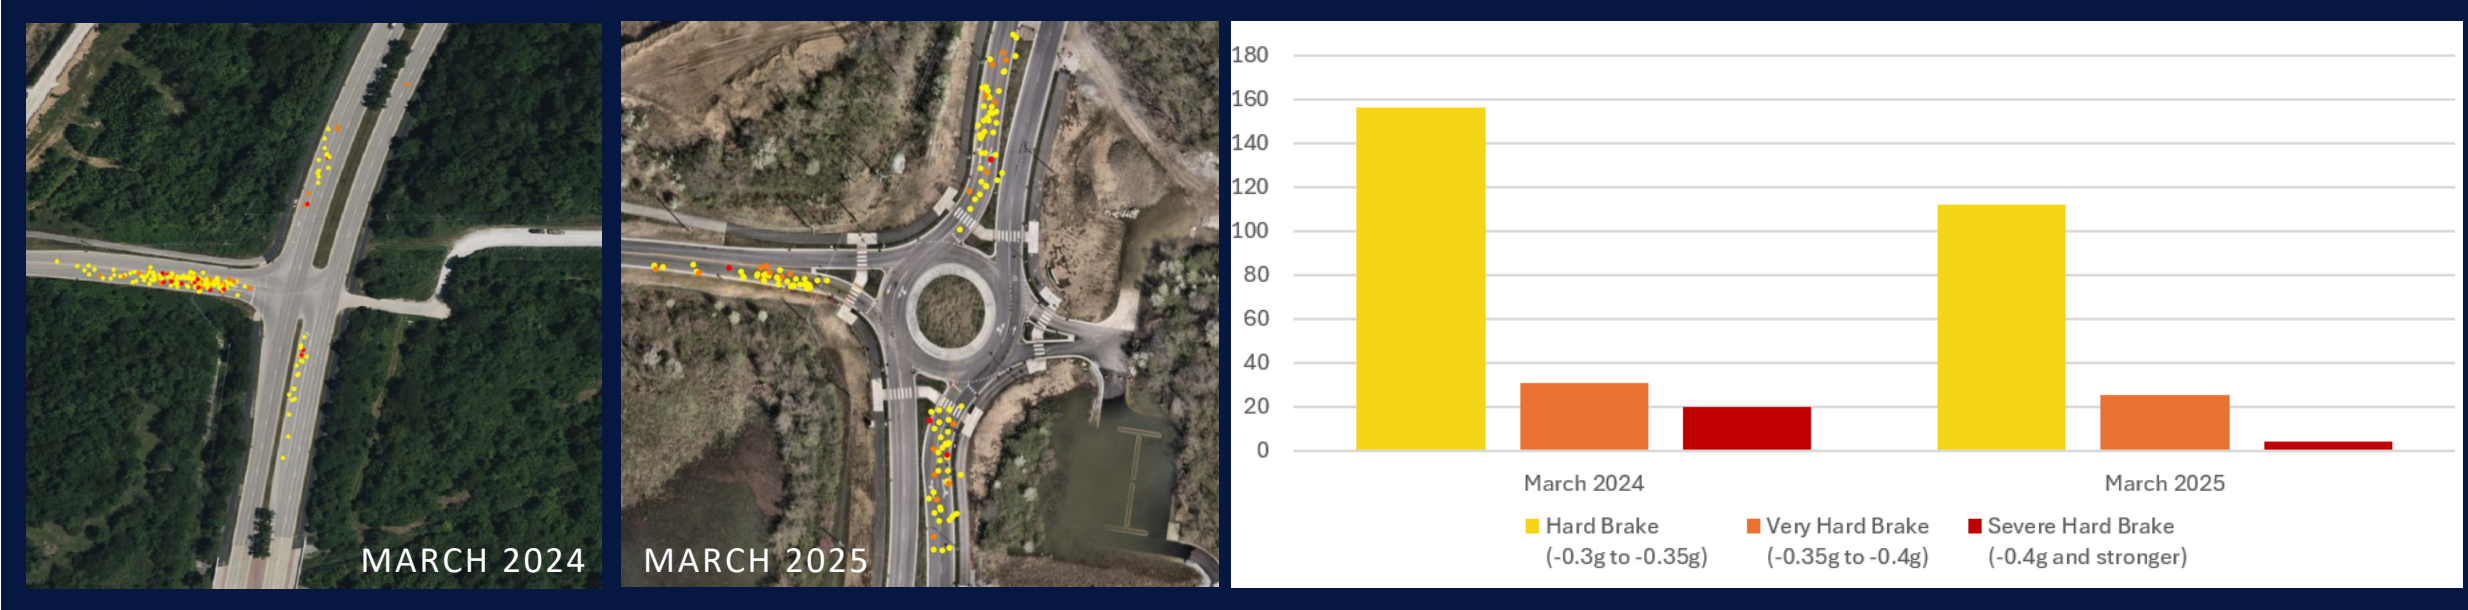 MARCH 2024
MARCH 2025
180
160
140
120
100
80
60
40
20
0
March 2024
March 2025
Hard Brake
(-0.3g to -0.35g)
Very Hard Brake
(-0.35g to -0.4g)
Severe Hard Brake
(-0.4g and stronger)